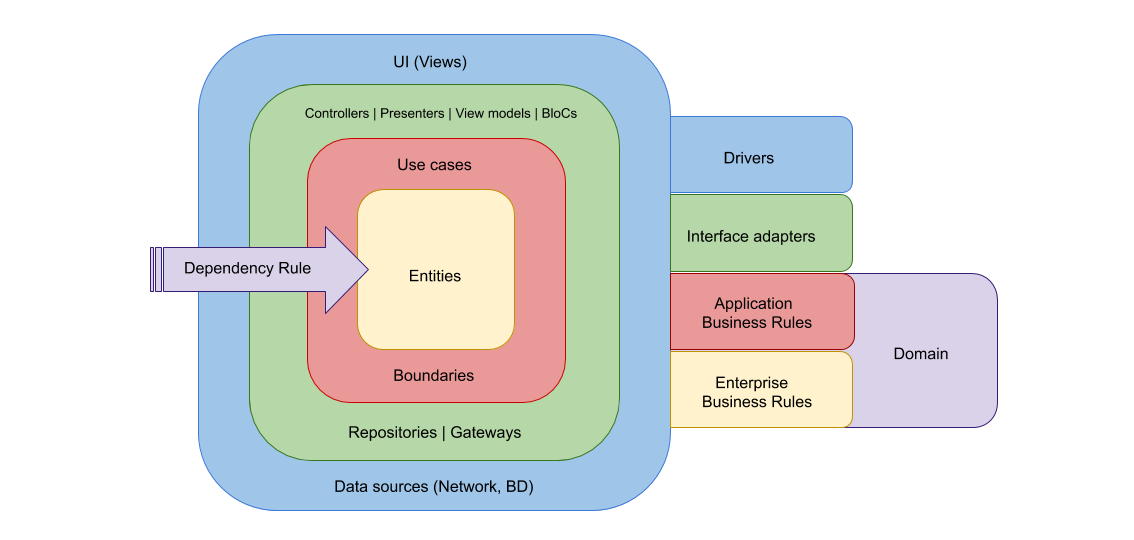 UI (Views)
Controllers | Presenters | View models | BloCs
Use cases
Dependency Rule
Entities
Boundaries
Repositories | Gateways
Data sources (Network, BD)
Drivers
Interface adapters
Application
Business Rules
Enterprise
Business Rules
Domain